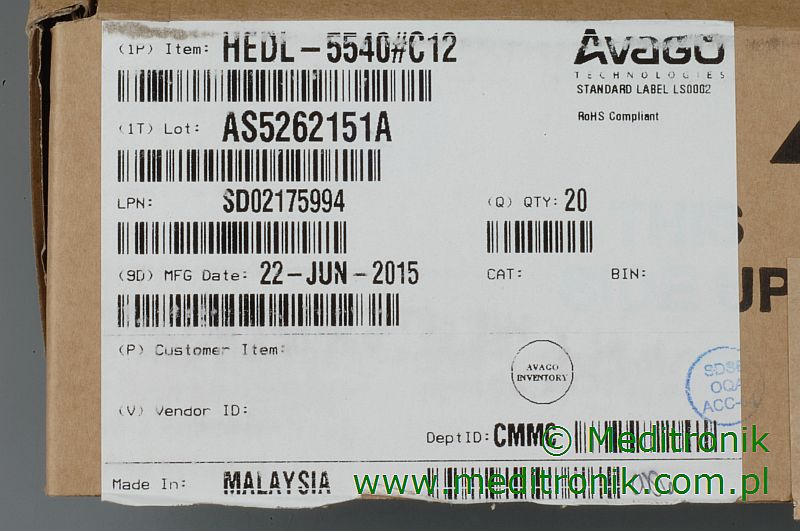 (1P) Item: HEDL-5540#C12
AVAGO
TECHNOLOGIES
STANDARD LABEL LS0002
RoHS Compliant
(1T) Lot: AS5262151A
LPN: SD02175994
(Q) QTY: 20
(9D) MFG Date: 22-JUN-2015
CAT: BIN:
(P) Customer Item:
AVAGO
INVENTORY
OQA
(V) Vendor ID:
DeptID: CMMC
© Meditronik
Made In: MALAYSIA
www.meditronik.com.pl
UP